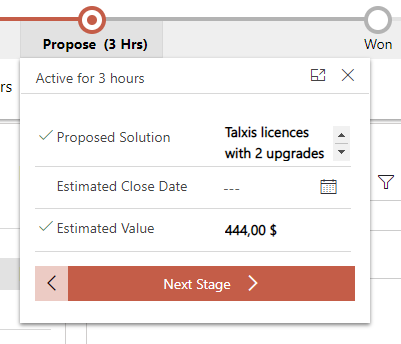 Propose (3 Hrs)
Won
rs
Active for 3 hours
Proposed Solution
Talxis licences
with 2 upgrades
Estimated Close Date
---
Estimated Value
444,00 $
Next Stage